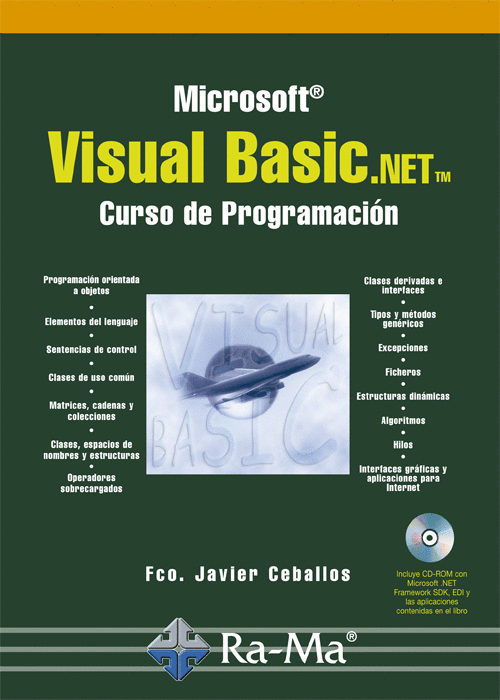 Microsoft®
Visual Basic.NET™
Curso de Programación
Programación orientada
a objetos
•
Elementos del lenguaje
•
Sentencias de control
•
Clases de uso común
•
Matrices, cadenas y
colecciones
•
Clases, espacios de
nombres y estructuras
•
Operadores
sobrecargados
VISUAL
BASIC
Clases derivadas e
interfaces
•
Tipos y métodos
genéricos
•
Excepciones
•
Ficheros
•
Estructuras dinámicas
•
Algoritmos
•
Hilos
•
Interfaces gráficas y
aplicaciones para
Internet
Fco. Javier Ceballos
Incluye CD-ROM con
Microsoft .NET
Framework SDK, EDI y
las aplicaciones
contenidas en el libro
Ra-Ma®